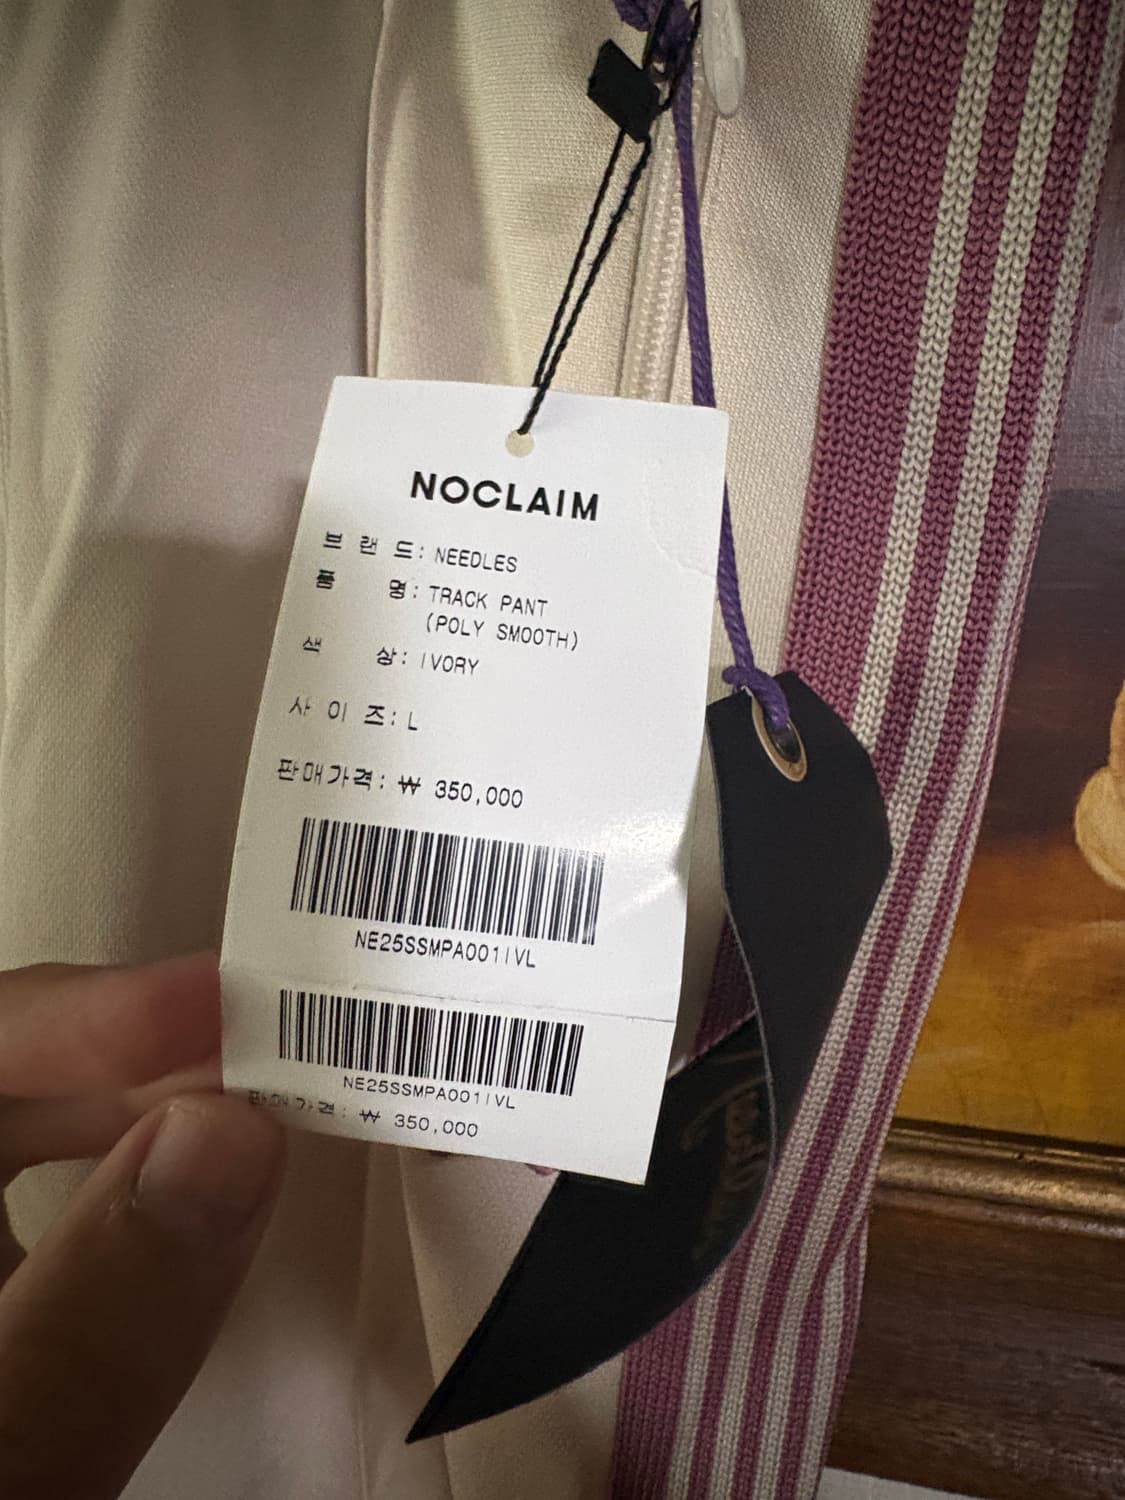 NOCLAIM
브 랜 드: NEEDLES
품 명: TRACK PANT
(POLY SMOOTH)
색 상: IVORY
사 이 즈: L
판매가격: ₩ 350,000
NE25SSMPA001IVL
NE25SSMPA001IVL
판매가격: ₩ 350,000